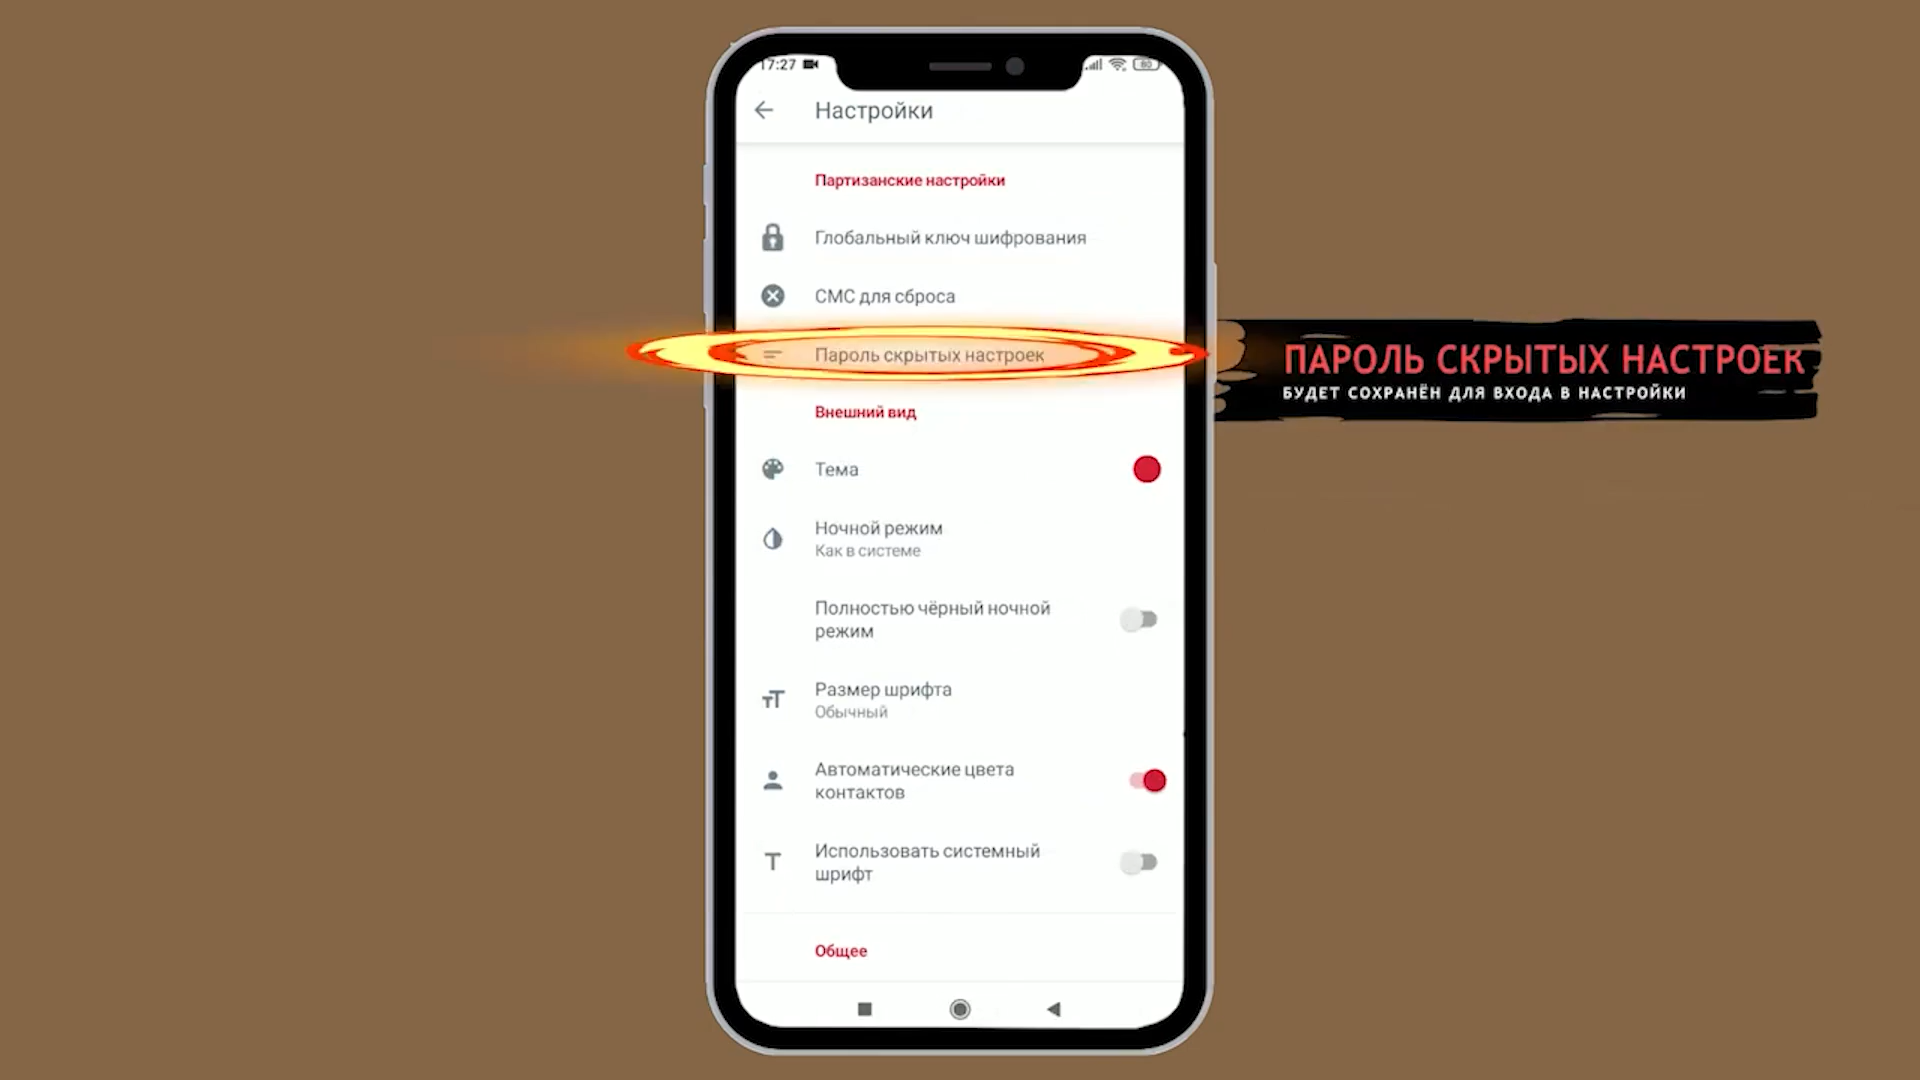 17:27
80
Настройки
Партизанские настройки
Глобальный ключ шифрования
СМС для сброса
Пароль скрытых настроек
ПАРОЛЬ СКРЫТЫХ НАСТРОЕК
БУДЕТ СОХРАНЁН ДЛЯ ВХОДА В НАСТРОЙКИ
Внешний вид
Тема
Ночной режим
Как в системе
Полностью чёрный ночной
режим
Размер шрифта
Обычный
Автоматические цвета
контактов
Использовать системный
шрифт
Общее